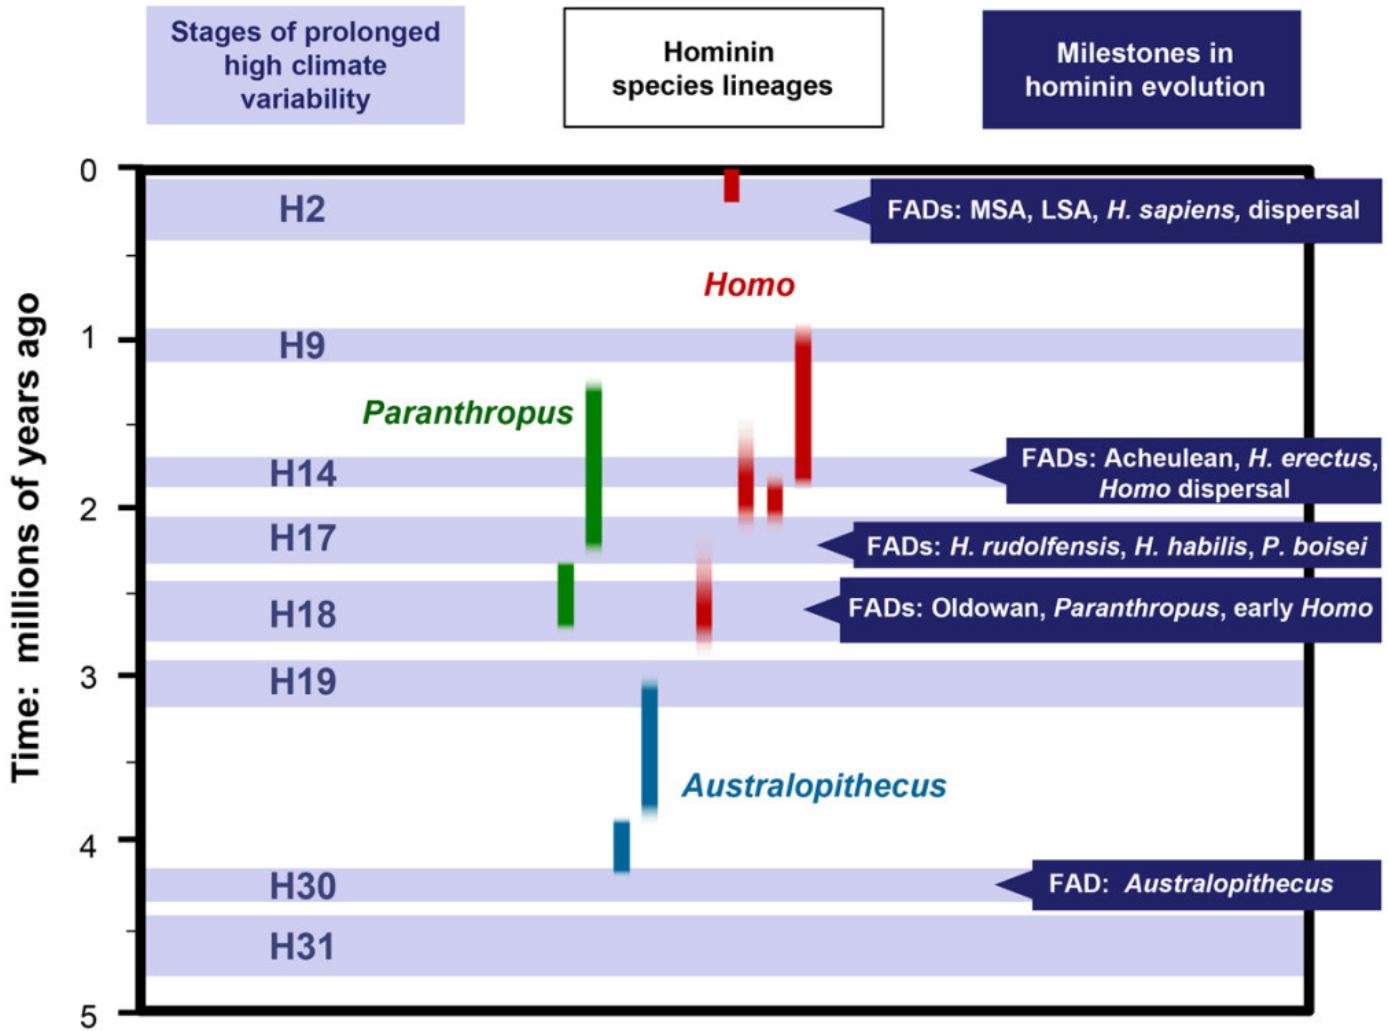 Stages of prolonged
high climate
variability
Hominin
species lineages
Milestones in
hominin evolution
Time: millions of years ago
0
1
2
3
4
5
H2
H9
H14
H17
H18
H19
H30
H31
Homo
Paranthropus
Australopithecus
FADs: MSA, LSA, H. sapiens, dispersal
FADs: Acheulean, H. erectus,
Homo dispersal
FADs: H. rudolfensis, H. habilis, P. boisei
FADs: Oldowan, Paranthropus, early Homo
FAD: Australopithecus